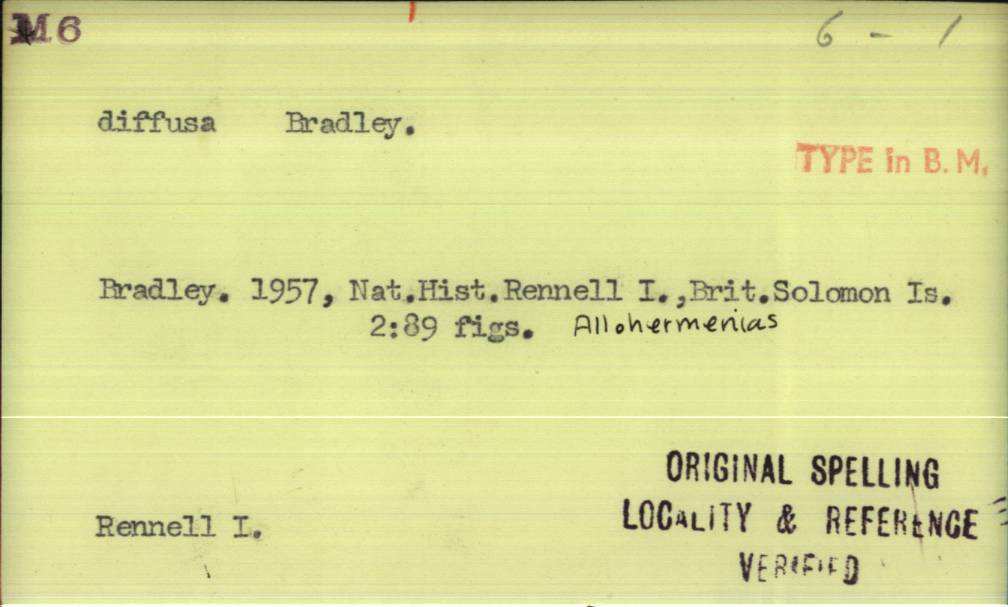 M6
6 - 1
diffusa Bradley.
TYPE in B.M.
Bradley. 1957, Nat.Hist.Rennell I.,Brit.Solomon Is.
2:89 figs. Allohermenias
ORIGINAL SPELLING
LOCALITY & REFERENCE
Rennell I.
VERIFIED